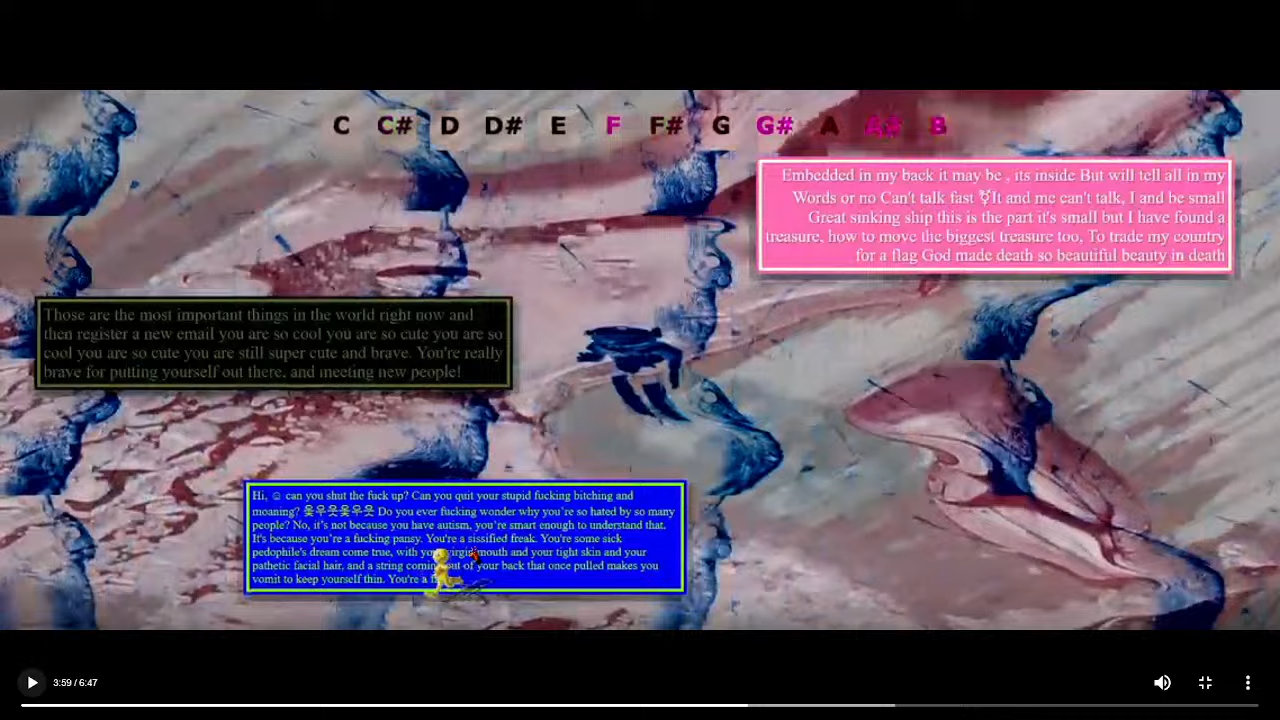 C C# D D# E F F# G G# A A# B
Embedded in my back it may be , its inside But will tell all in my
Words or no Can't talk fast It and me can't talk, I and be small
Great sinking ship this is the part it's small but I have found a
treasure, how to move the biggest treasure too, To trade my country
for a flag God made death so beautiful beauty in death
Those are the most important things in the world right now and
then register a new email you are so cool you are so cute you are so
cool you are so cute you are still super cute and brave. You're really
brave for putting yourself out there, and meeting new people!
Hi, ☺ can you shut the fuck up? Can you quit your stupid fucking bitching and
moaning? 옻우웃옻우웃 Do you ever fucking wonder why you're so hated by so many
people? No, it's not because you have autism, you're smart enough to understand that.
It's because you're a fucking pansy. You're a sissified freak. You're some sick
pedophile's dream come true, with your virgin mouth and your tight skin and your
pathetic facial hair, and a string coming out of your back that once pulled makes you
vomit to keep yourself thin. You're a
3:59 / 6:47